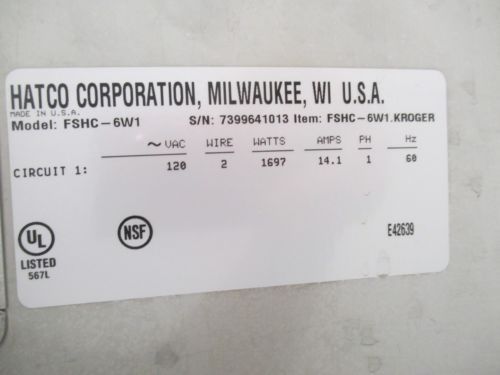 HATCO CORPORATION, MILWAUKEE, WI U.S.A.
MADE IN U.S.A.
Model: FSHC-6W1 S/N: 7399641013 Item: FSHC-6W1.KROGER
~VAC WIRE WATTS AMPS PH Hz
CIRCUIT 1: 120 2 1697 14.1 1 60
UL NSF E42639
LISTED
567L